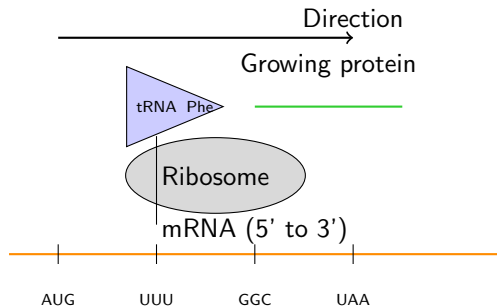 Direction
Growing protein
tRNA Phe
Ribosome
mRNA (5' to 3')
AUG UUU GGC UAA